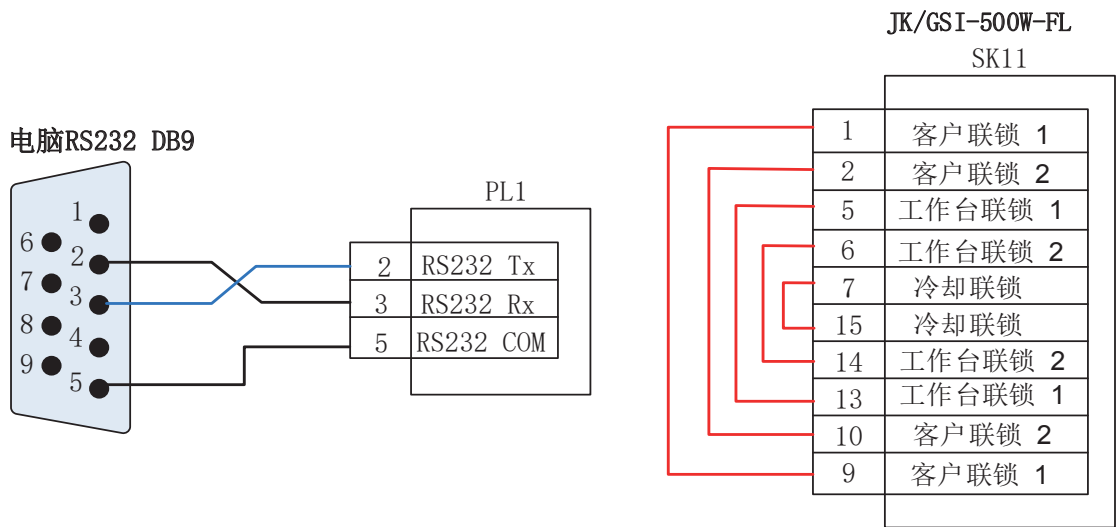 JK/GSI-500W-FL
SK11
1 客户联锁 1
2 客户联锁 2
5 工作台联锁 1
6 工作台联锁 2
7 冷却联锁
15 冷却联锁
14 工作台联锁 2
13 工作台联锁 1
10 客户联锁 2
9 客户联锁 1
电脑RS232 DB9
1
6
2
7
3
8
4
9
5
PL1
2 RS232 Tx
3 RS232 Rx
5 RS232 COM